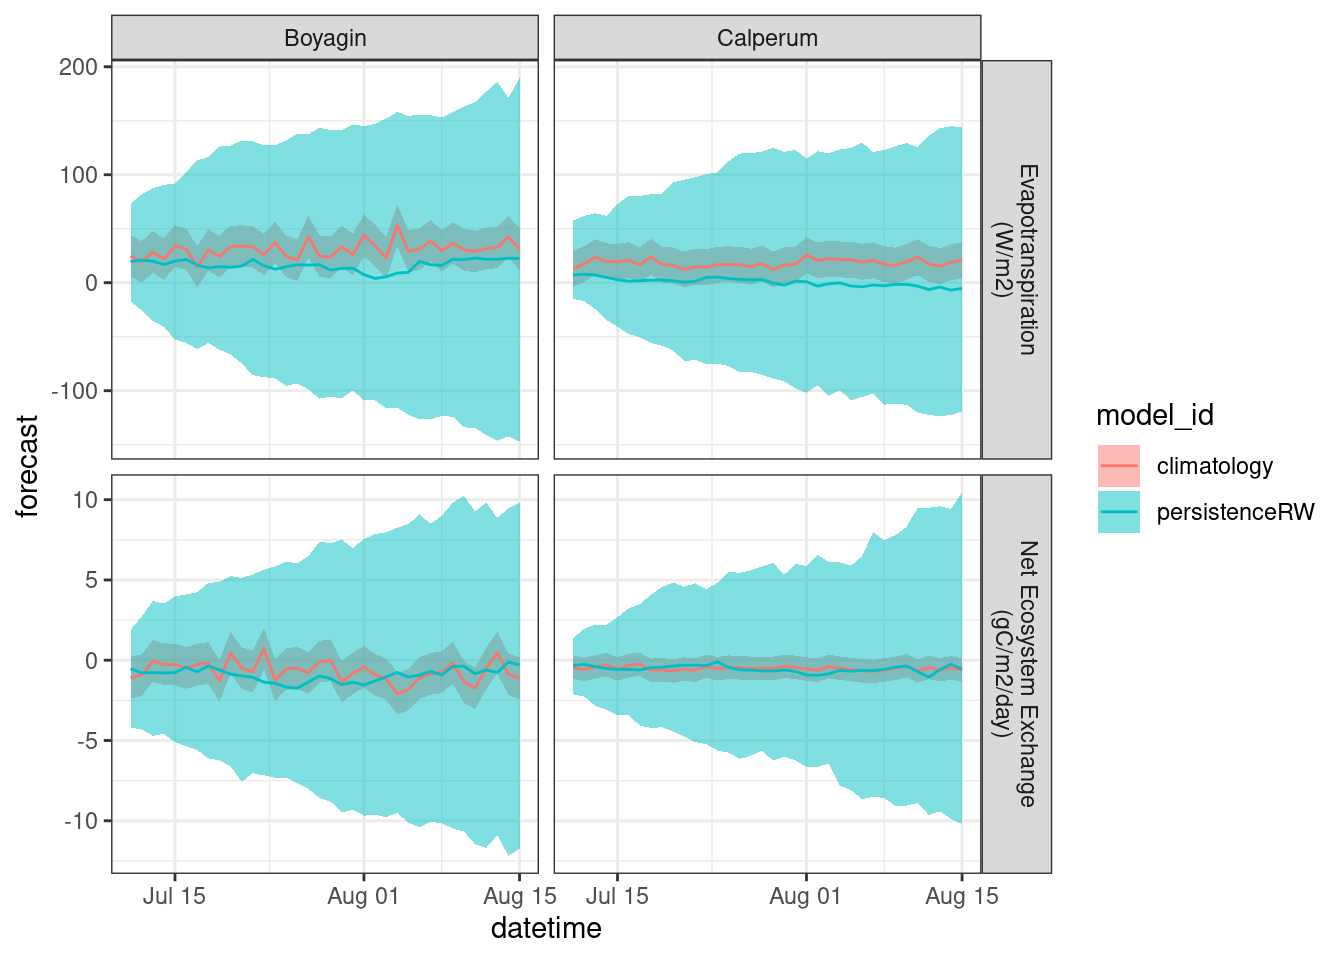 Boyagin
Calperum
200
100
0
-100
Evapotranspiration
(W/m2)
10
5
0
-5
-10
Net Ecosystem Exchange
(gC/m2/day)
Jul 15
Aug 01
Aug 15
Jul 15
Aug 01
Aug 15
datetime
forecast
model_id
climatology
persistenceRW